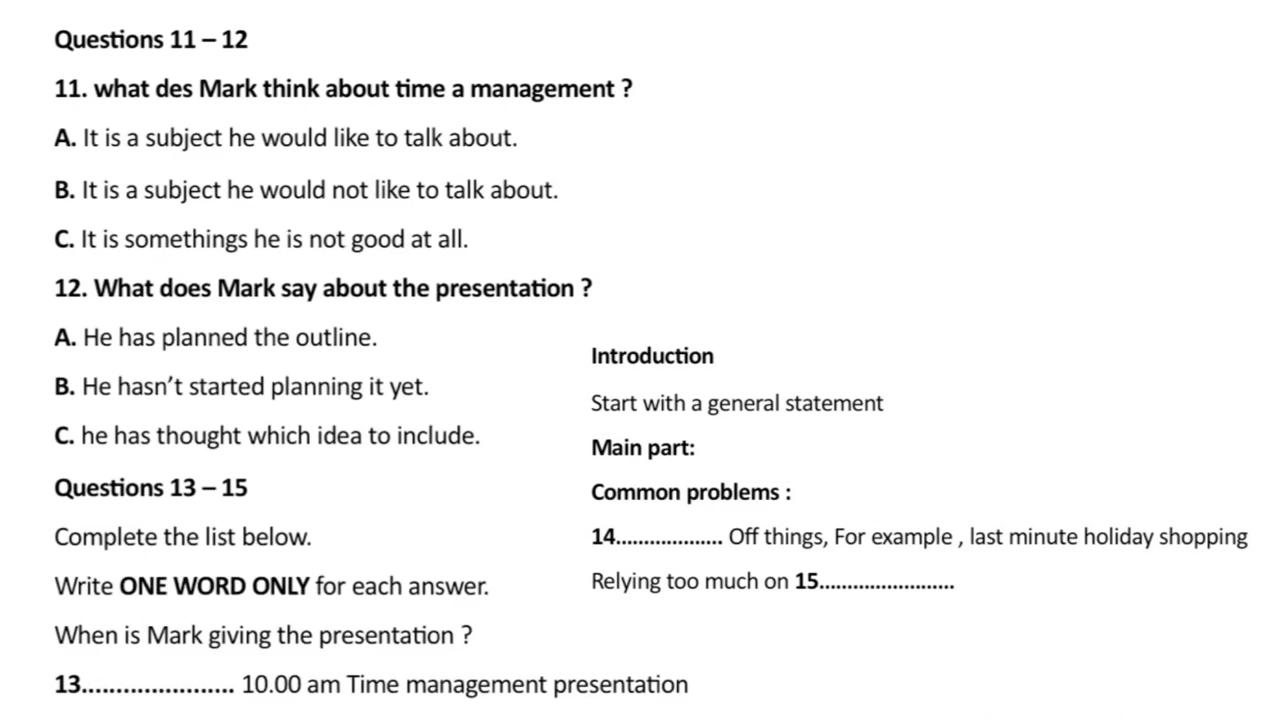 Questions 11 – 12
11. what des Mark think about time a management ?
A. It is a subject he would like to talk about.
B. It is a subject he would not like to talk about.
C. It is somethings he is not good at all.
12. What does Mark say about the presentation ?
A. He has planned the outline.
B. He hasn't started planning it yet.
C. he has thought which idea to include.
Questions 13 – 15
Complete the list below.
Write ONE WORD ONLY for each answer.
When is Mark giving the presentation ?
13...................... 10.00 am Time management presentation
Introduction
Start with a general statement
Main part:
Common problems :
14................... Off things, For example , last minute holiday shopping
Relying too much on 15........................